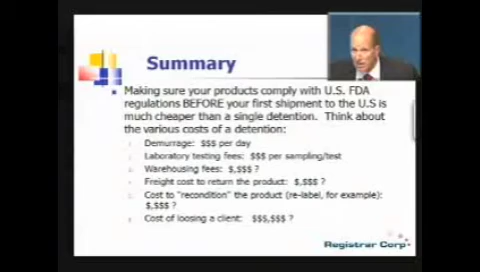 Summary
Making sure your products comply with U.S. FDA
regulations BEFORE your first shipment to the U.S is
much cheaper than a single detention. Think about
the various costs of a detention:
Demurrage: $$$ per day
Laboratory testing fees: $$$ per sampling/test
Warehousing fees: $,$$$ ?
Freight cost to return the product: $,$$$ ?
Cost to "recondition" the product (re-label, for example):
$,$$$ ?
Cost of loosing a client: $$$,$$$ ?
Registrar Corp